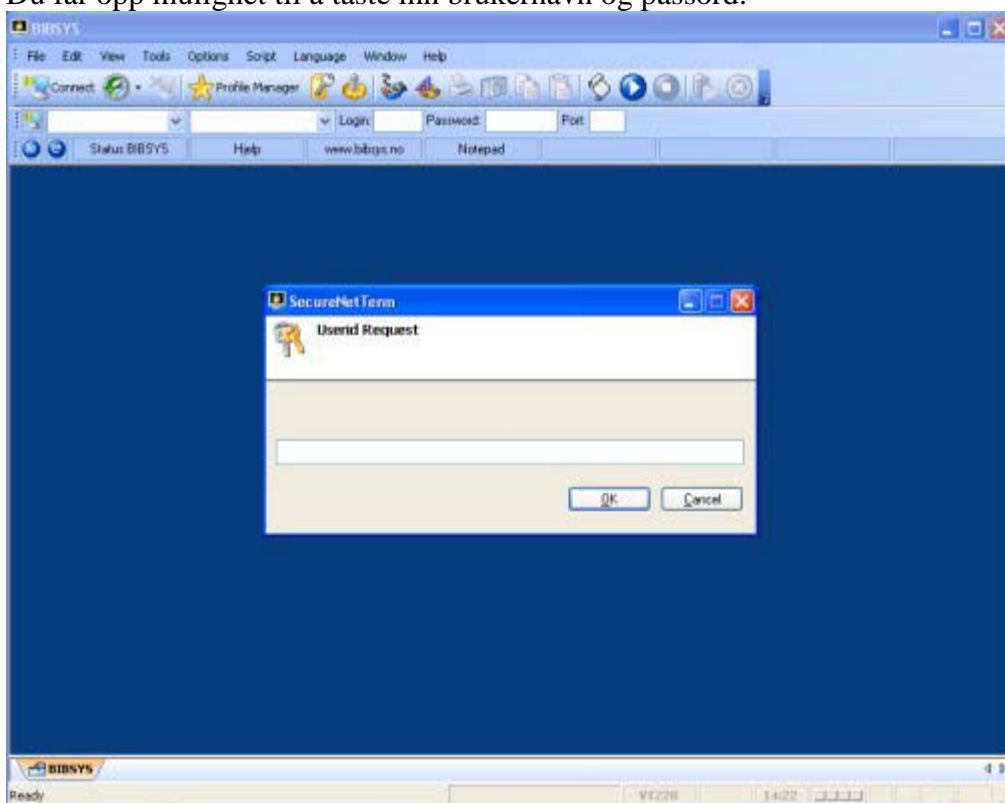 Du får opp mulighet til å taste inn brukernavn og passord.
BIBSYS
File Edit View Tools Options Script Language Window Help
Connect Profile Manager
Login: Password: Port:
Status BIBSYS Hjelp www.bibsys.no Notepad
SecureNetTerm
Userid Request
OK Cancel
BIBSYS
Ready VT220 14:22